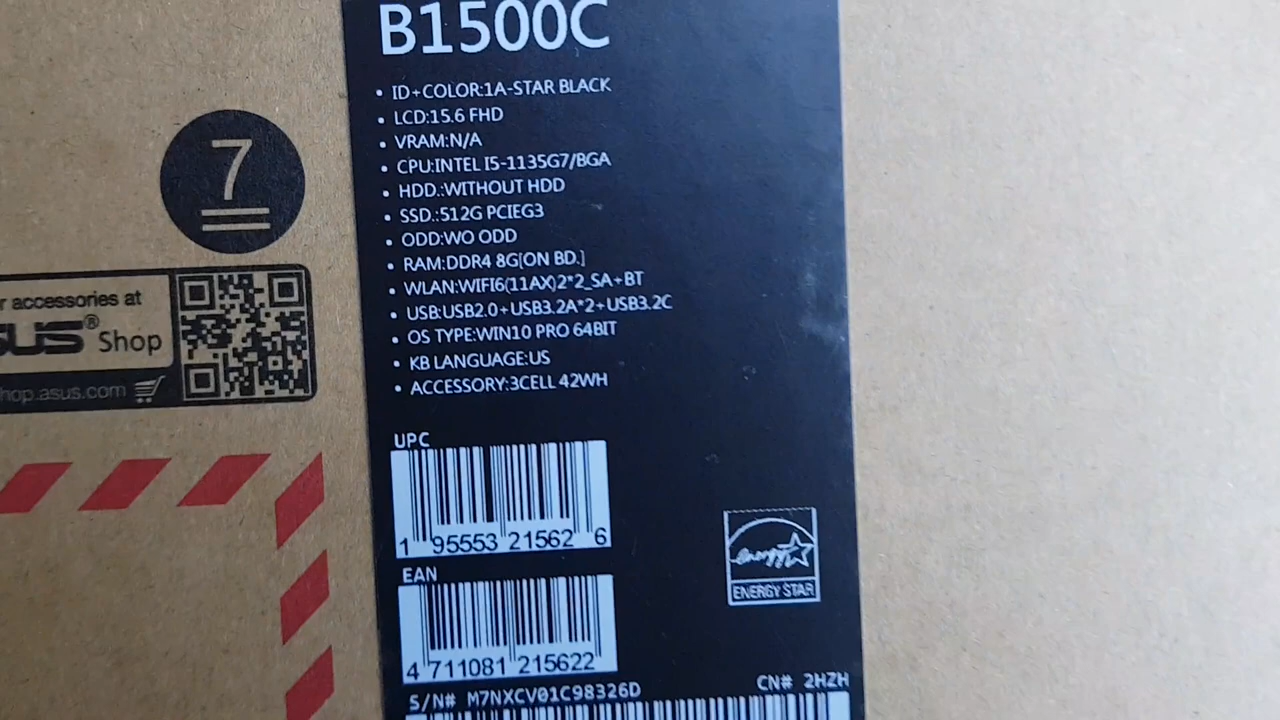 B1500C
• ID+COLOR:1A-STAR BLACK
• LCD:15.6 FHD
• VRAM:N/A
• CPU:INTEL I5-1135G7/BGA
• HDD.:WITHOUT HDD
• SSD.:512G PCIEG3
• ODD:WO ODD
• RAM:DDR4 8G[ON BD.]
• WLAN:WIFI6(11AX)2*2_SA+BT
• USB:USB2.0+USB3.2A*2+USB3.2C
• OS TYPE:WIN10 PRO 64BIT
• KB LANGUAGE:US
• ACCESSORY:3CELL 42WH
UPC
1 95553 21562 6
EAN
4 711081 215622
S/N# M7NXCV01C98326D
CN# 2HZH
energy
ENERGY STAR
7
r accessories at
SUS® Shop
hop.asus.com